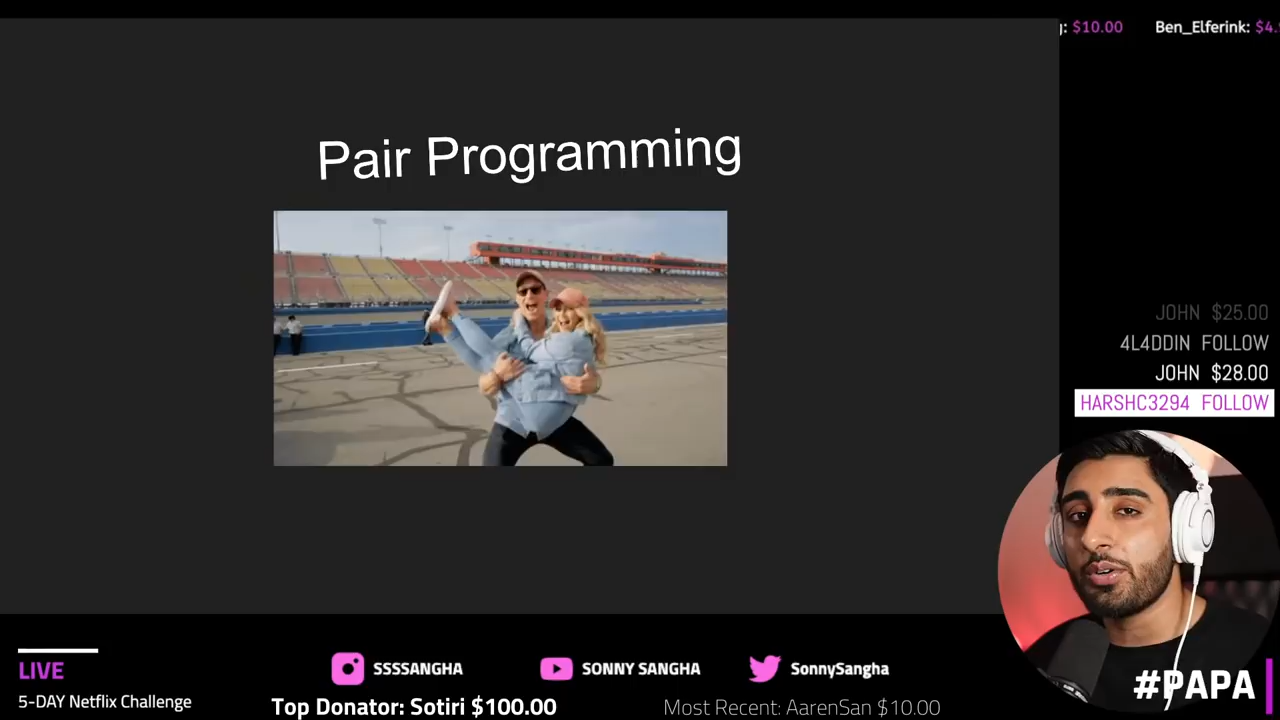 : $10.00 Ben_Elferink: $4.
Pair Programming
JOHN $25.00
4L4DDIN FOLLOW
JOHN $28.00
HARSHC3294 FOLLOW
#PAPA
LIVE
5-DAY Netflix Challenge
SSSSANGHA
SONNY SANGHA
SonnySangha
Top Donator: Sotiri $100.00
Most Recent: AarenSan $10.00